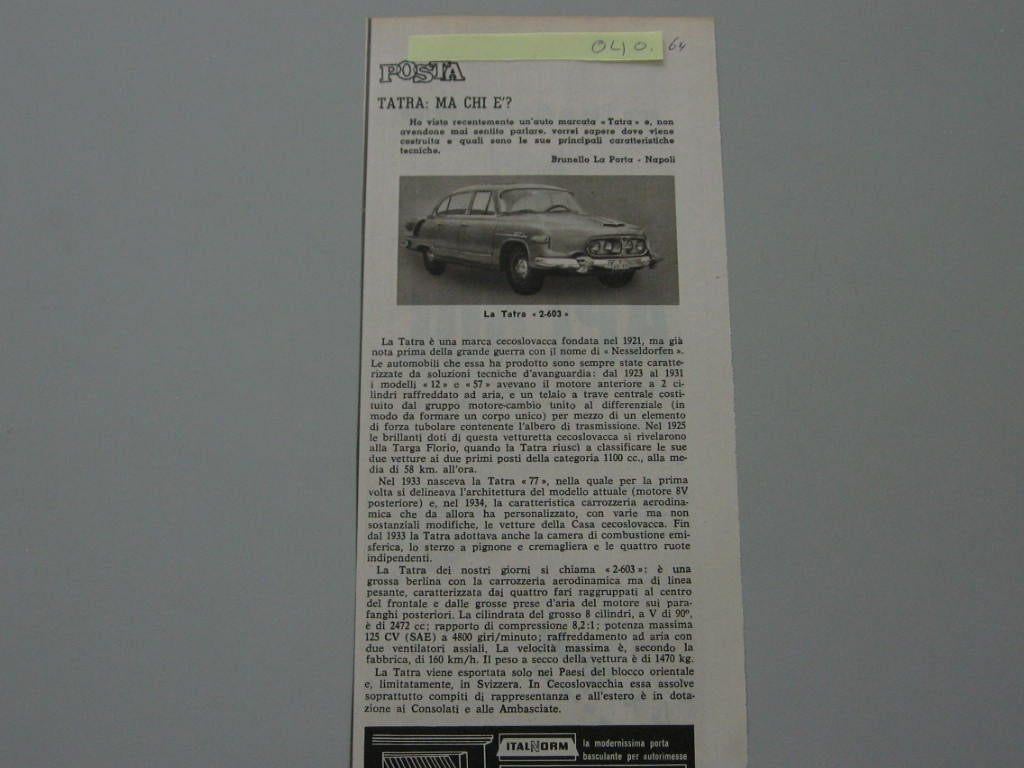 040. 64
POSTA
TATRA: MA CHI E'?
Ho visto recentemente un'auto marcata «Tatra» e, non
avendone mai sentito parlare, vorrei sapere dove viene
costruita e quali sono le sue principali caratteristiche
tecniche.
Brunello La Porta - Napoli
La Tatra «2-603»
La Tatra è una marca cecoslovacca fondata nel 1921, ma già
nota prima della grande guerra con il nome di «Nesseldorfen».
Le automobili che essa ha prodotto sono sempre state caratte-
rizzate da soluzioni tecniche d'avanguardia: dal 1923 al 1931
i modelli «12» e «57» avevano il motore anteriore a 2 ci-
lindri raffreddato ad aria, e un telaio a trave centrale costi-
tuito dal gruppo motore-cambio unito al differenziale (in
modo da formare un corpo unico) per mezzo di un elemento
di forza tubolare contenente l'albero di trasmissione. Nel 1925
le brillanti doti di questa vetturetta cecoslovacca si rivelarono
alla Targa Florio, quando la Tatra riuscì a classificare le sue
due vetture ai due primi posti della categoria 1100 cc., alla me-
dia di 58 km. all'ora.
Nel 1933 nasceva la Tatra «77», nella quale per la prima
volta si delineava l'architettura del modello attuale (motore 8V
posteriore) e, nel 1934, la caratteristica carrozzeria aerodina-
mica che da allora ha personalizzato, con varie ma non
sostanziali modifiche, le vetture della Casa cecoslovacca. Fin
dal 1933 la Tatra adottava anche la camera di combustione emi-
sferica, lo sterzo a pignone e cremagliera e le quattro ruote
indipendenti.
La Tatra dei nostri giorni si chiama «2-603»: è una
grossa berlina con la carrozzeria aerodinamica ma di linea
pesante, caratterizzata dai quattro fari raggruppati al centro
del frontale e dalle grosse prese d'aria del motore sui para-
fanghi posteriori. La cilindrata del grosso 8 cilindri, a V di 90°,
è di 2472 cc; rapporto di compressione 8,2:1; potenza massima
125 CV (SAE) a 4800 giri/minuto; raffreddamento ad aria con
due ventilatori assiali. La velocità massima è, secondo la
fabbrica, di 160 km/h. Il peso a secco della vettura è di 1470 kg.
La Tatra viene esportata solo nei Paesi del blocco orientale
e, limitatamente, in Svizzera. In Cecoslovacchia essa assolve
soprattutto compiti di rappresentanza e all'estero è in dota-
zione ai Consolati e alle Ambasciate.
ITALNORM
la modernissima porta
basculante per autorimesse